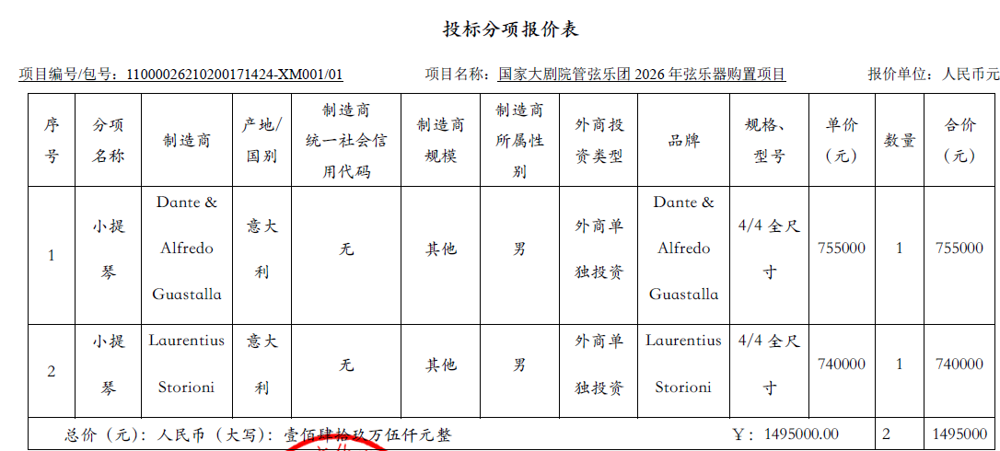 投标分项报价表
项目编号/包号：11000026210200171424-XM001/01 项目名称：国家大剧院管弦乐团 2026 年弦乐器购置项目 报价单位：人民币元
序号 分项名称 制造商 产地/国别 制造商统一社会信用代码 制造商规模 制造商所属性别 外商投资类型 品牌 规格、型号 单价（元） 数量 合价（元）
1 小提琴 Dante & Alfredo Guastalla 意大利 无 其他 男 外商单独投资 Dante & Alfredo Guastalla 4/4 全尺寸 755000 1 755000
2 小提琴 Laurentius Storioni 意大利 无 其他 男 外商单独投资 Laurentius Storioni 4/4 全尺寸 740000 1 740000
总价（元）：人民币（大写）：壹佰肆拾玖万伍仟元整 ￥：1495000.00 2 1495000